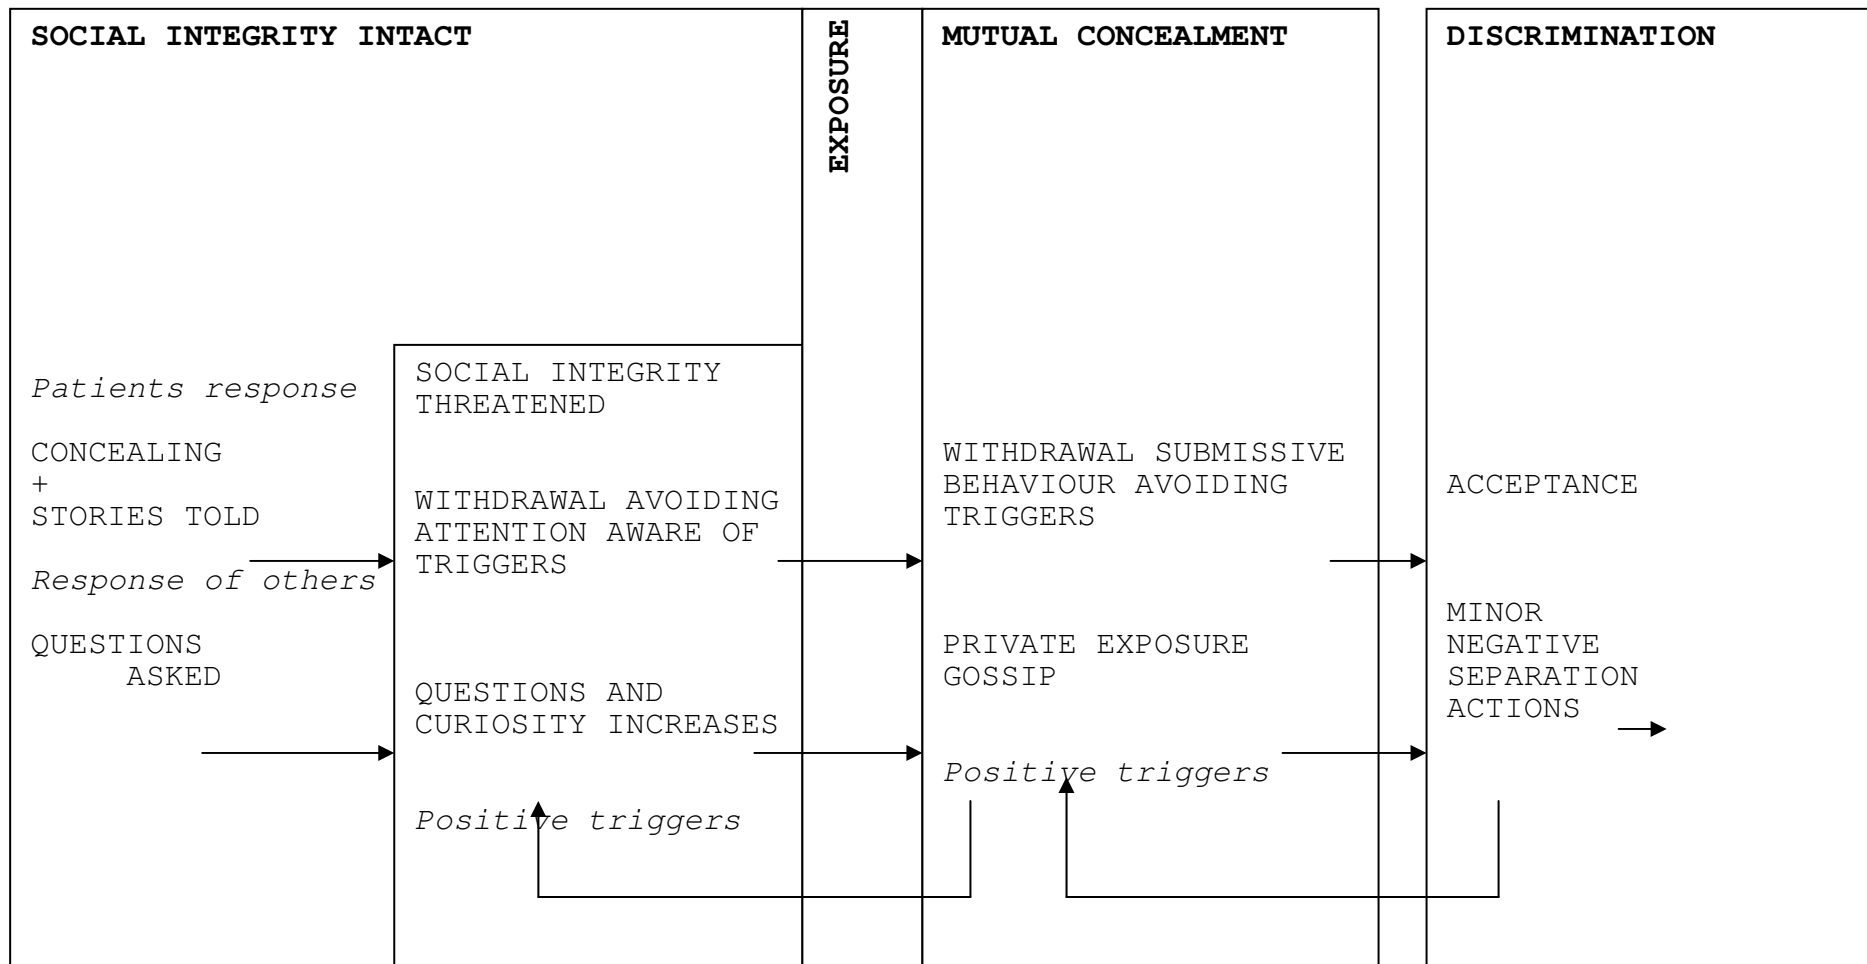 SOCIAL INTEGRITY INTACT
EXPOSURE
MUTUAL CONCEALMENT
DISCRIMINATION
Patients response
CONCEALING
+
STORIES TOLD
Response of others
QUESTIONS
ASKED
SOCIAL INTEGRITY
THREATENED
WITHDRAWAL AVOIDING
ATTENTION AWARE OF
TRIGGERS
QUESTIONS AND
CURIOSITY INCREASES
Positive triggers
WITHDRAWAL SUBMISSIVE
BEHAVIOUR AVOIDING
TRIGGERS
PRIVATE EXPOSURE
GOSSIP
Positive triggers
ACCEPTANCE
MINOR
NEGATIVE
SEPARATION
ACTIONS